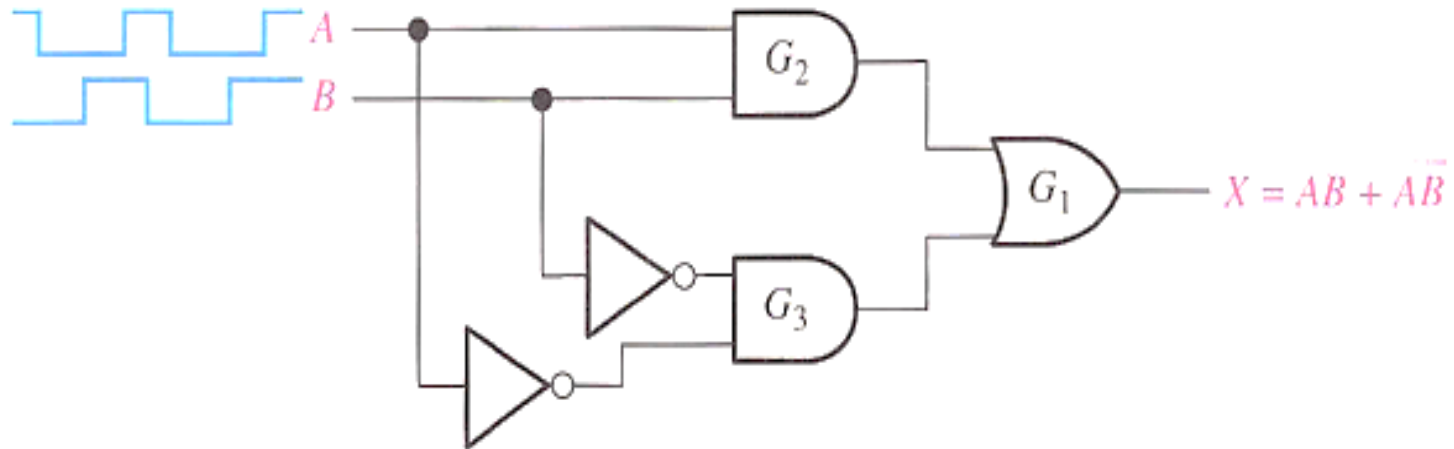 A
B
G₂
G₁
X = AB + AB̅
G₃